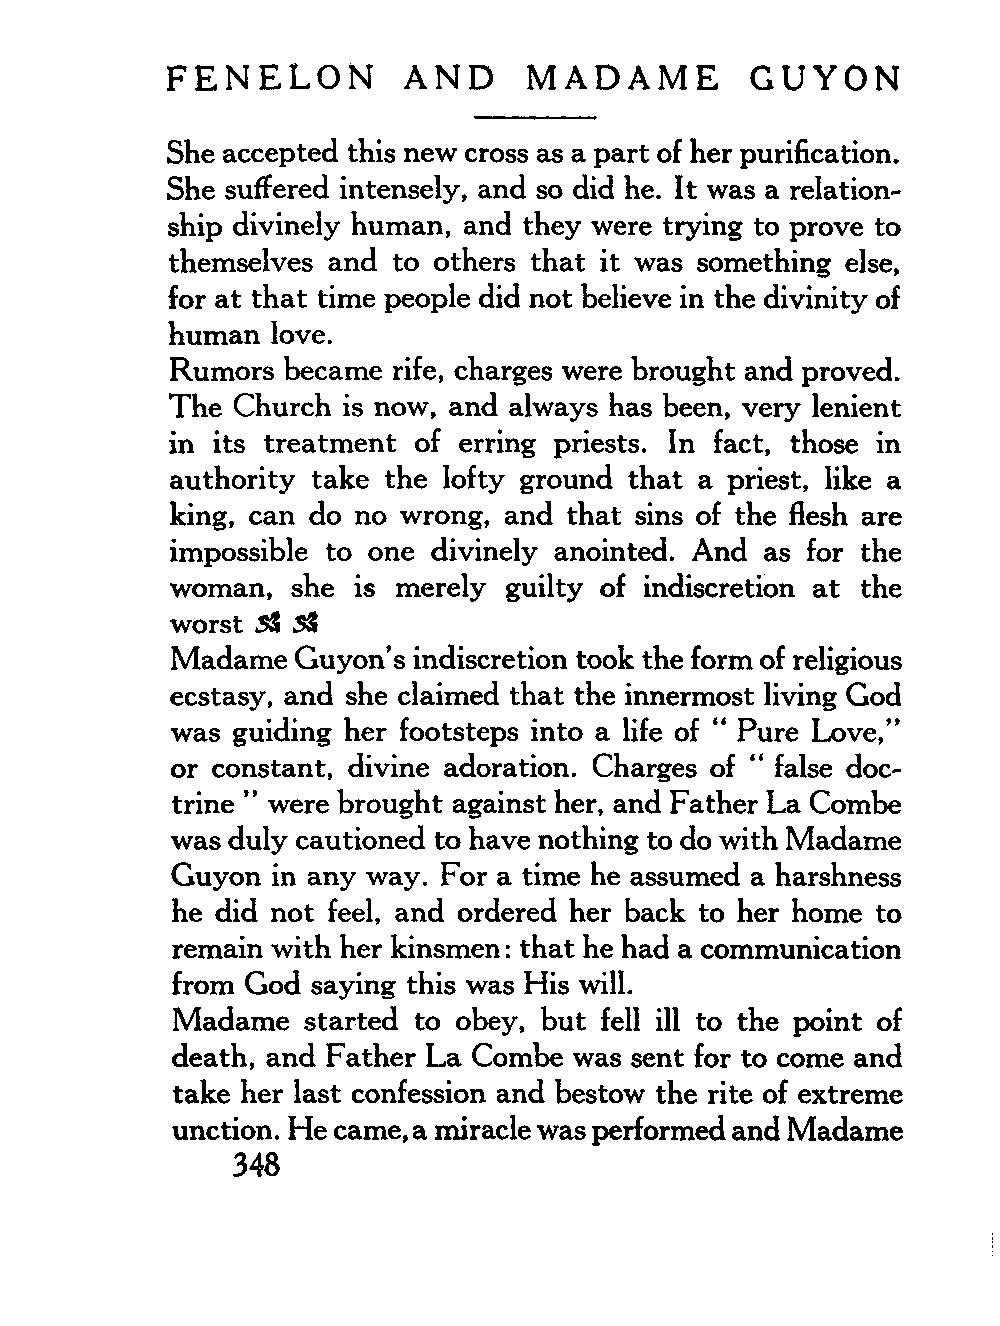 FENELON AND MADAME GUYON
She accepted this new cross as a part of her purification.
She suffered intensely, and so did he. It was a relation-
ship divinely human, and they were trying to prove to
themselves and to others that it was something else,
for at that time people did not believe in the divinity of
human love.
Rumors became rife, charges were brought and proved.
The Church is now, and always has been, very lenient
in its treatment of erring priests. In fact, those in
authority take the lofty ground that a priest, like a
king, can do no wrong, and that sins of the flesh are
impossible to one divinely anointed. And as for the
woman, she is merely guilty of indiscretion at the
worst
Madame Guyon's indiscretion took the form of religious
ecstasy, and she claimed that the innermost living God
was guiding her footsteps into a life of “ Pure Love,”
or constant, divine adoration. Charges of “ false doc-
trine ” were brought against her, and Father La Combe
was duly cautioned to have nothing to do with Madame
Guyon in any way. For a time he assumed a harshness
he did not feel, and ordered her back to her home to
remain with her kinsmen: that he had a communication
from God saying this was His will.
Madame started to obey, but fell ill to the point of
death, and Father La Combe was sent for to come and
take her last confession and bestow the rite of extreme
unction. He came, a miracle was performed and Madame
348